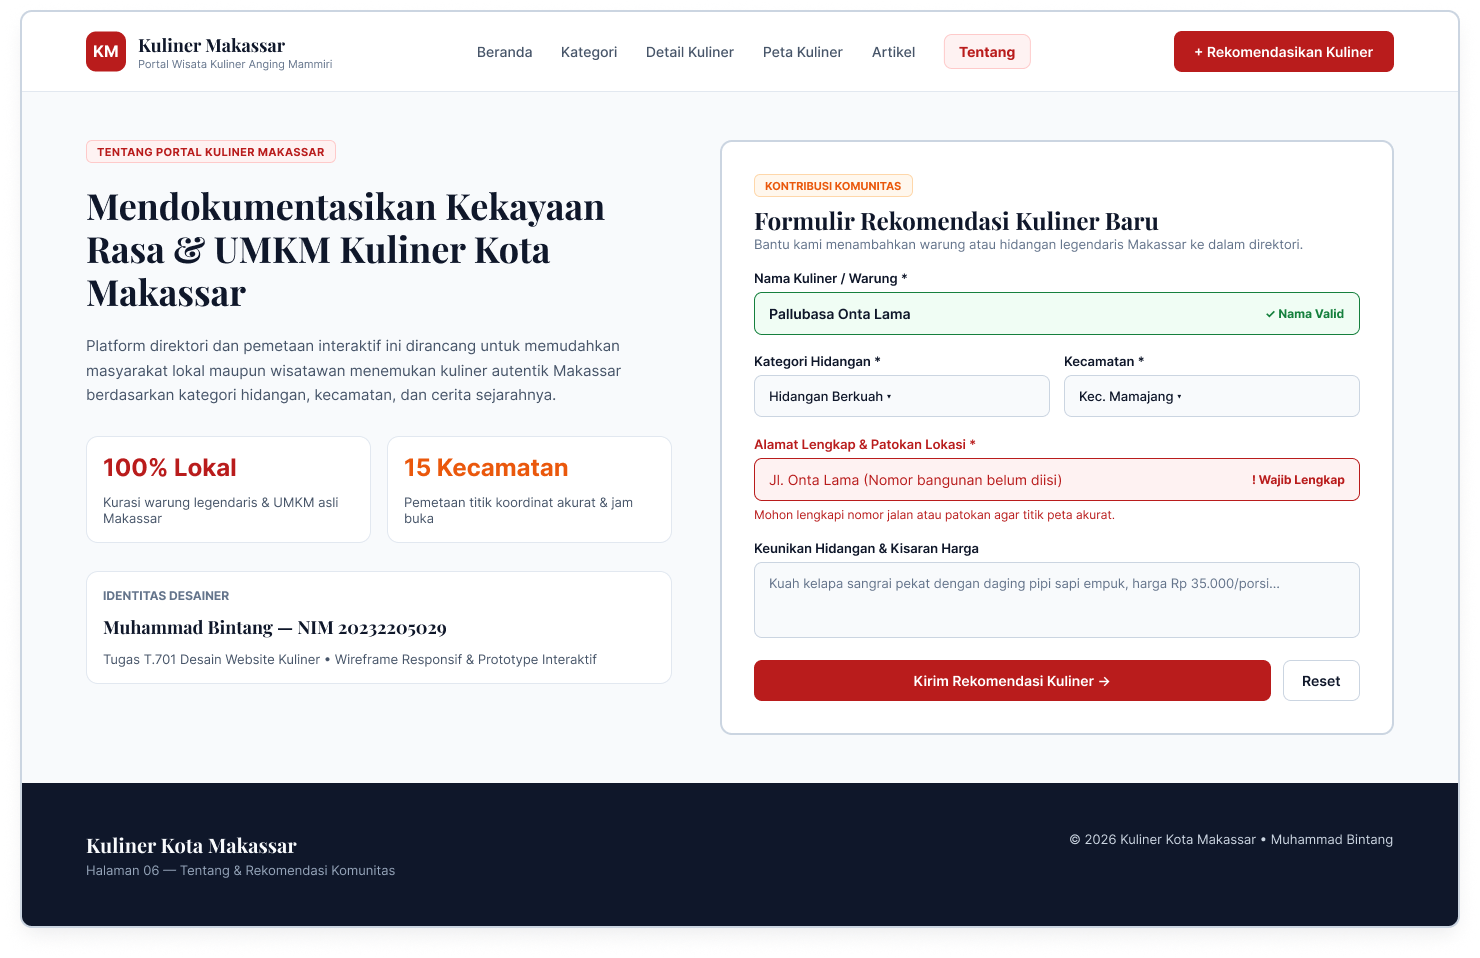 KM
Kuliner Makassar
Portal Wisata Kuliner Anging Mammiri
Beranda
Kategori
Detail Kuliner
Peta Kuliner
Artikel
Tentang
+ Rekomendasikan Kuliner
TENTANG PORTAL KULINER MAKASSAR
Mendokumentasikan Kekayaan
Rasa & UMKM Kuliner Kota
Makassar
Platform direktori dan pemetaan interaktif ini dirancang untuk memudahkan
masyarakat lokal maupun wisatawan menemukan kuliner autentik Makassar
berdasarkan kategori hidangan, kecamatan, dan cerita sejarahnya.
100% Lokal
Kurasi warung legendaris & UMKM asli
Makassar
15 Kecamatan
Pemetaan titik koordinat akurat & jam
buka
IDENTITAS DESAINER
Muhammad Bintang — NIM 20232205029
Tugas T.701 Desain Website Kuliner • Wireframe Responsif & Prototype Interaktif
KONTRIBUSI KOMUNITAS
Formulir Rekomendasi Kuliner Baru
Bantu kami menambahkan warung atau hidangan legendaris Makassar ke dalam direktori.
Nama Kuliner / Warung *
Pallubasa Onta Lama
✓ Nama Valid
Kategori Hidangan *
Hidangan Berkuah ▾
Kecamatan *
Kec. Mamajang ▾
Alamat Lengkap & Patokan Lokasi *
Jl. Onta Lama (Nomor bangunan belum diisi)
! Wajib Lengkap
Mohon lengkapi nomor jalan atau patokan agar titik peta akurat.
Keunikan Hidangan & Kisaran Harga
Kuah kelapa sangrai pekat dengan daging pipi sapi empuk, harga Rp 35.000/porsi...
Kirim Rekomendasi Kuliner →
Reset
Kuliner Kota Makassar
Halaman 06 — Tentang & Rekomendasi Komunitas
© 2026 Kuliner Kota Makassar • Muhammad Bintang